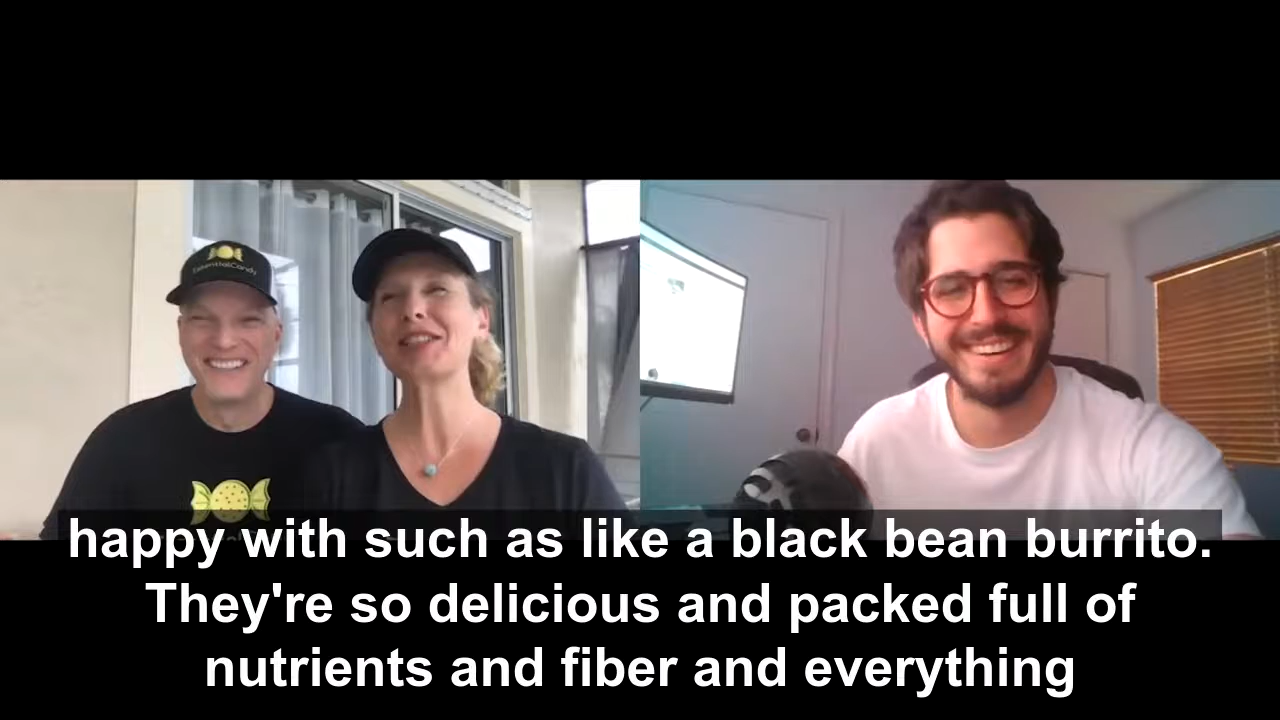 EssentialCandy
happy with such as like a black bean burrito.
They're so delicious and packed full of
nutrients and fiber and everything